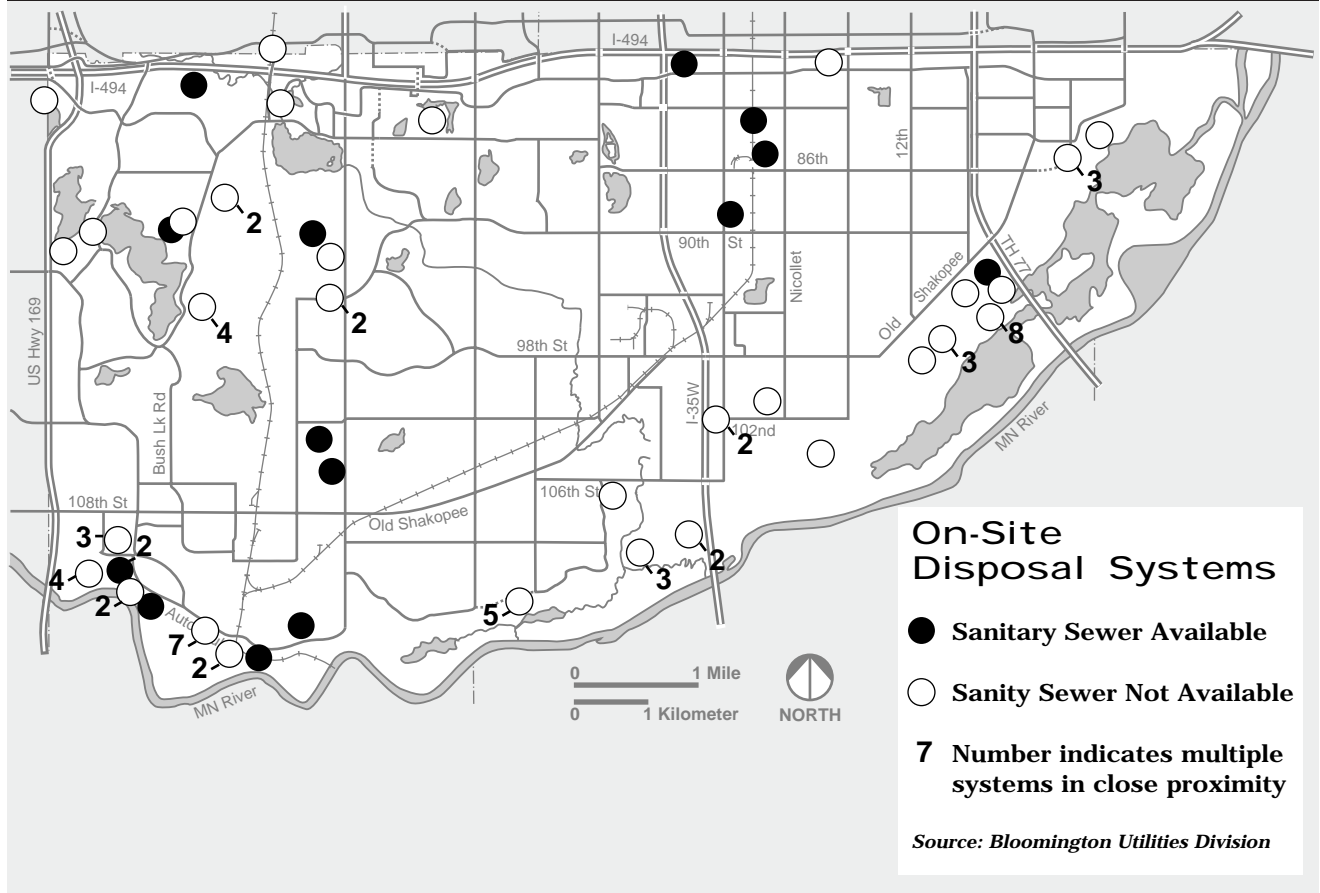 I-494
I-494
86th
12th
90th St
Nicollet
TH 77
Old Shakopee
US Hwy 169
2
3
4
2
98th St
8
3
Bush Lk Rd
I-35W
102nd
2
MN River
108th St
106th St
Old Shakopee
3
2
4
2
2
3
5
7
2
MN River
0 1 Mile
0 1 Kilometer
NORTH
On-Site
Disposal Systems
Sanitary Sewer Available
Sanity Sewer Not Available
7 Number indicates multiple
systems in close proximity
Source: Bloomington Utilities Division